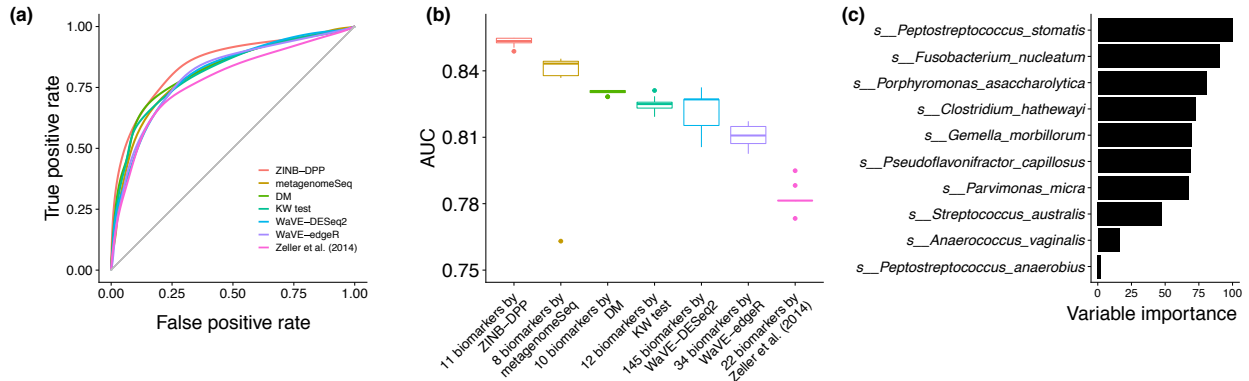 (a)
True positive rate
1.00
0.75
0.50
0.25
0.00
ZINB−DPP
metagenomeSeq
DM
KW test
WaVE−DESeq2
WaVE−edgeR
Zeller et al. (2014)
0.00 0.25 0.50 0.75 1.00
False positive rate
(b)
AUC
0.84
0.81
0.78
0.75
11 biomarkers by
ZINB−DPP
8 biomarkers by
metagenomeSeq
10 biomarkers by
DM
12 biomarkers by
KW test
145 biomarkers by
WaVE−DESeq2
34 biomarkers by
WaVE−edgeR
22 biomarkers by
Zeller et al. (2014)
(c)
s__Peptostreptococcus_stomatis
s__Fusobacterium_nucleatum
s__Porphyromonas_asaccharolytica
s__Clostridium_hathewayi
s__Gemella_morbillorum
s__Pseudoflavonifractor_capillosus
s__Parvimonas_micra
s__Streptococcus_australis
s__Anaerococcus_vaginalis
s__Peptostreptococcus_anaerobius
0 25 50 75 100
Variable importance